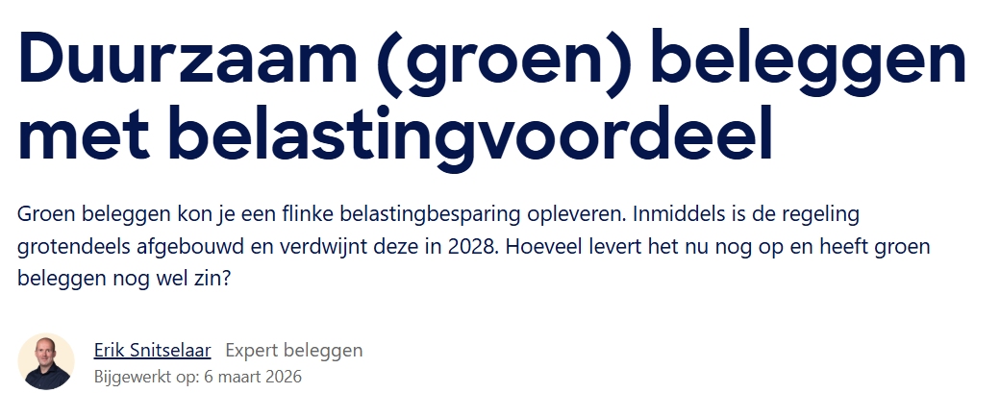 Duurzaam (groen) beleggen
met belastingvoordeel
Groen beleggen kon je een flinke belastingbesparing opleveren. Inmiddels is de regeling
grotendeels afgebouwd en verdwijnt deze in 2028. Hoeveel levert het nu nog op en heeft groen
beleggen nog wel zin?
Erik Snitselaar Expert beleggen
Bijgewerkt op: 6 maart 2026